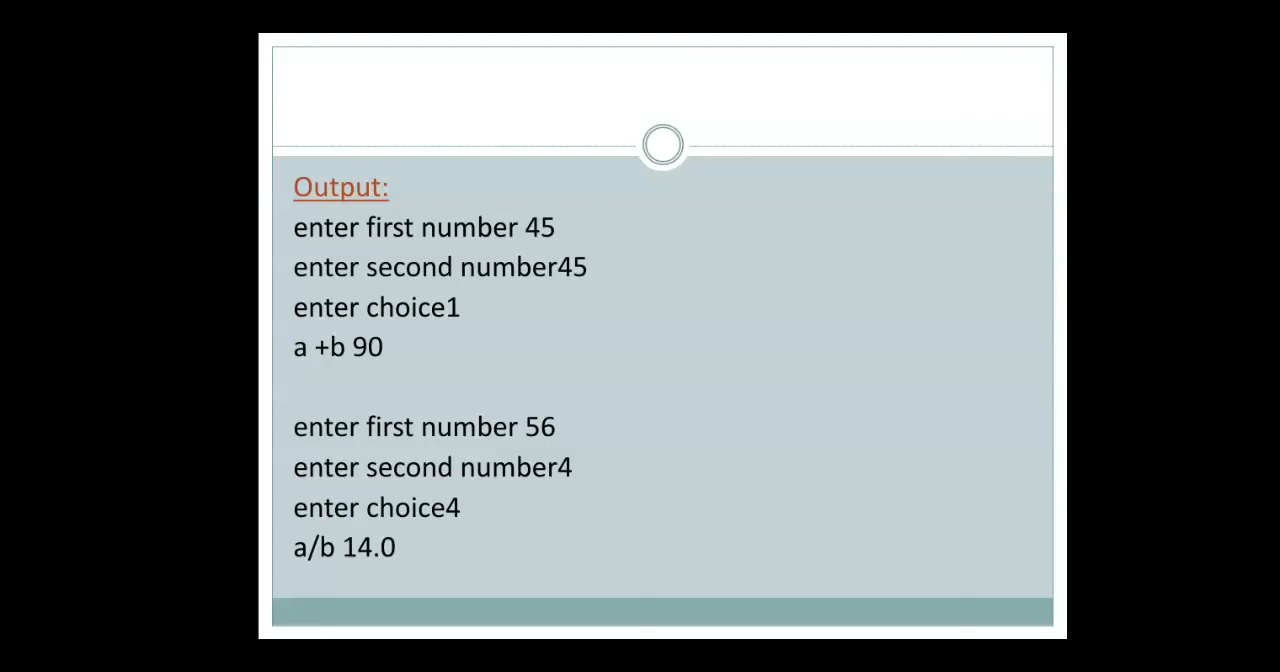 Output:
enter first number 45
enter second number45
enter choice1
a +b 90
enter first number 56
enter second number4
enter choice4
a/b 14.0